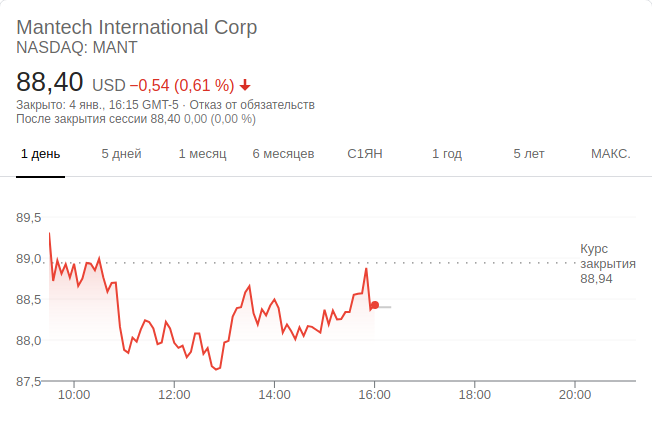 Mantech International Corp
NASDAQ: MANT
88,40 USD −0,54 (0,61 %)
Закрыто: 4 янв., 16:15 GMT-5 · Отказ от обязательств
После закрытия сессии 88,40 0,00 (0,00 %)
1 день 5 дней 1 месяц 6 месяцев С1ЯН 1 год 5 лет МАКС.
89,5
Курс
89,0 закрытия
88,94
88,5
88,0
87,5
10:00 12:00 14:00 16:00 18:00 20:00